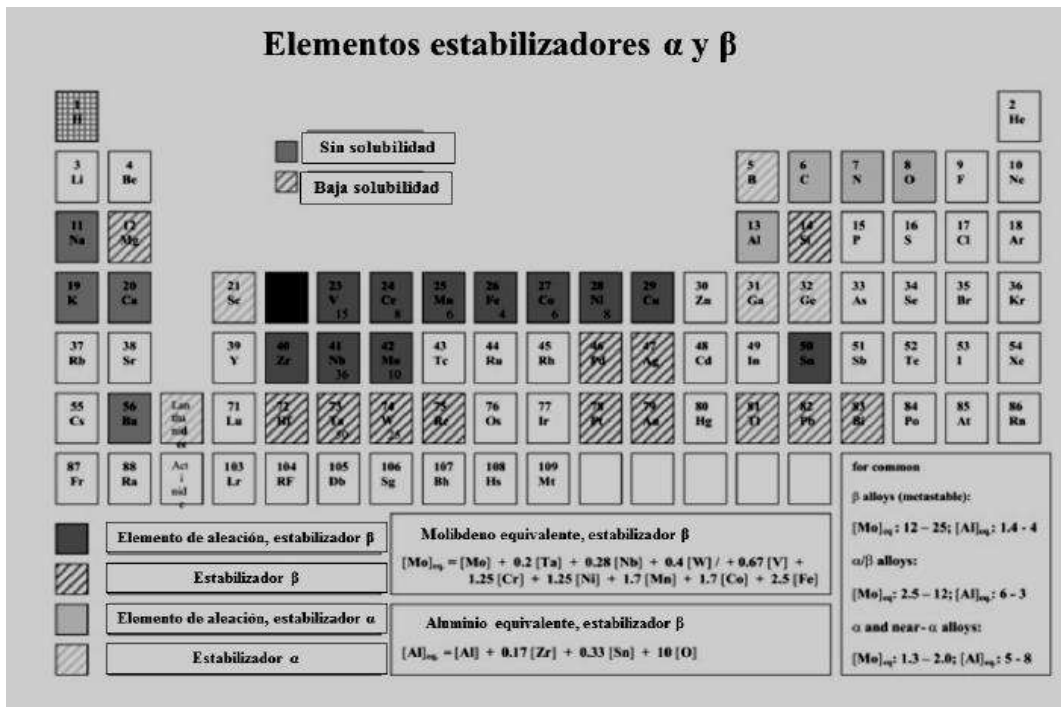 Elementos estabilizadores α y β
1 2
H He
Sin solubilidad
3 4 5 6 7 8 9 10
Li Be B C N O F Ne
Baja solubilidad
11 12 13 14 15 16 17 18
Na Mg Al Si P S Cl Ar
19 20 21 23 24 25 26 27 28 29 30 31 32 33 34 35 36
K Ca Sc V Cr Mn Fe Co Ni Cu Zn Ga Ge As Se Br Kr
15 8 6 4 6 8
37 38 39 40 41 42 43 44 45 46 47 48 49 50 51 52 53 54
Rb Sr Y Zr Nb Mo Tc Ru Rh Pd Ag Cd In Sn Sb Te I Xe
36 10
55 56 Lan 71 72 73 74 75 76 77 78 79 80 81 82 83 84 85 86
Cs Ba thu Lu W Re Os Ir Pt Au Hg Tl Pb Bi Po At Rn
nid
25
87 88 Act 103 104 105 106 107 108 109
Fr Ra i Lr RF Db Sg Bh Hs Mt
nid
Elemento de aleación, estabilizador β
Estabilizador β
Elemento de aleación, estabilizador α
Estabilizador α
Molibdeno equivalente, estabilizador β
[Mo]eq. = [Mo] + 0.2 [Ta] + 0.28 [Nb] + 0.4 [W] / + 0.67 [V] +
1.25 [Cr] + 1.25 [Ni] + 1.7 [Mn] + 1.7 [Co] + 2.5 [Fe]
Aluminio equivalente, estabilizador β
[Al]eq. = [Al] + 0.17 [Zr] + 0.33 [Sn] + 10 [O]
for common
β alloys (metastable):
[Mo]eq.: 12 – 25; [Al]eq.: 1.4 - 4
α/β alloys:
[Mo]eq.: 2.5 – 12; [Al]eq.: 6 - 3
α and near- α alloys:
[Mo]eq.: 1.3 – 2.0; [Al]eq.: 5 - 8